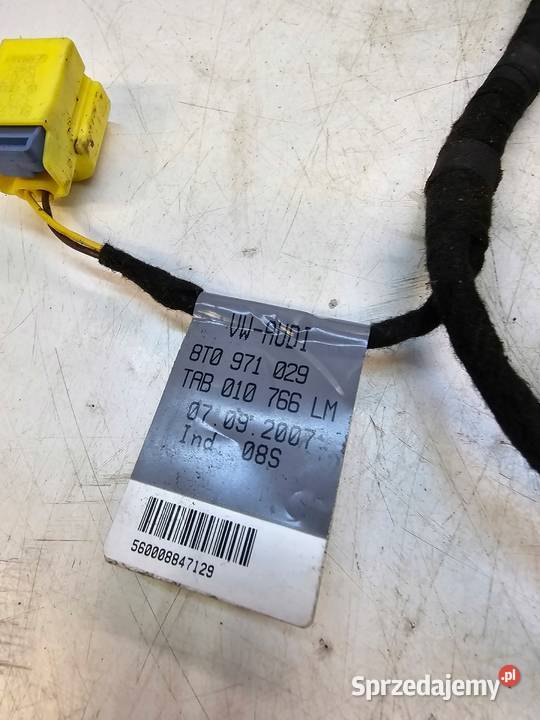 VW-AUDI
8T0 971 029
TAB 010 766 LM
07.09.2007
Ind. 08S
560008847129
Sprzedajemy.pl